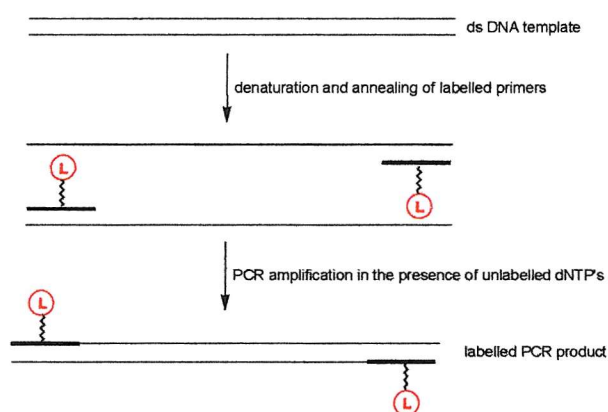 ds DNA template
denaturation and annealing of labelled primers
L
L
PCR amplification in the presence of unlabelled dNTP's
L
labelled PCR product
L